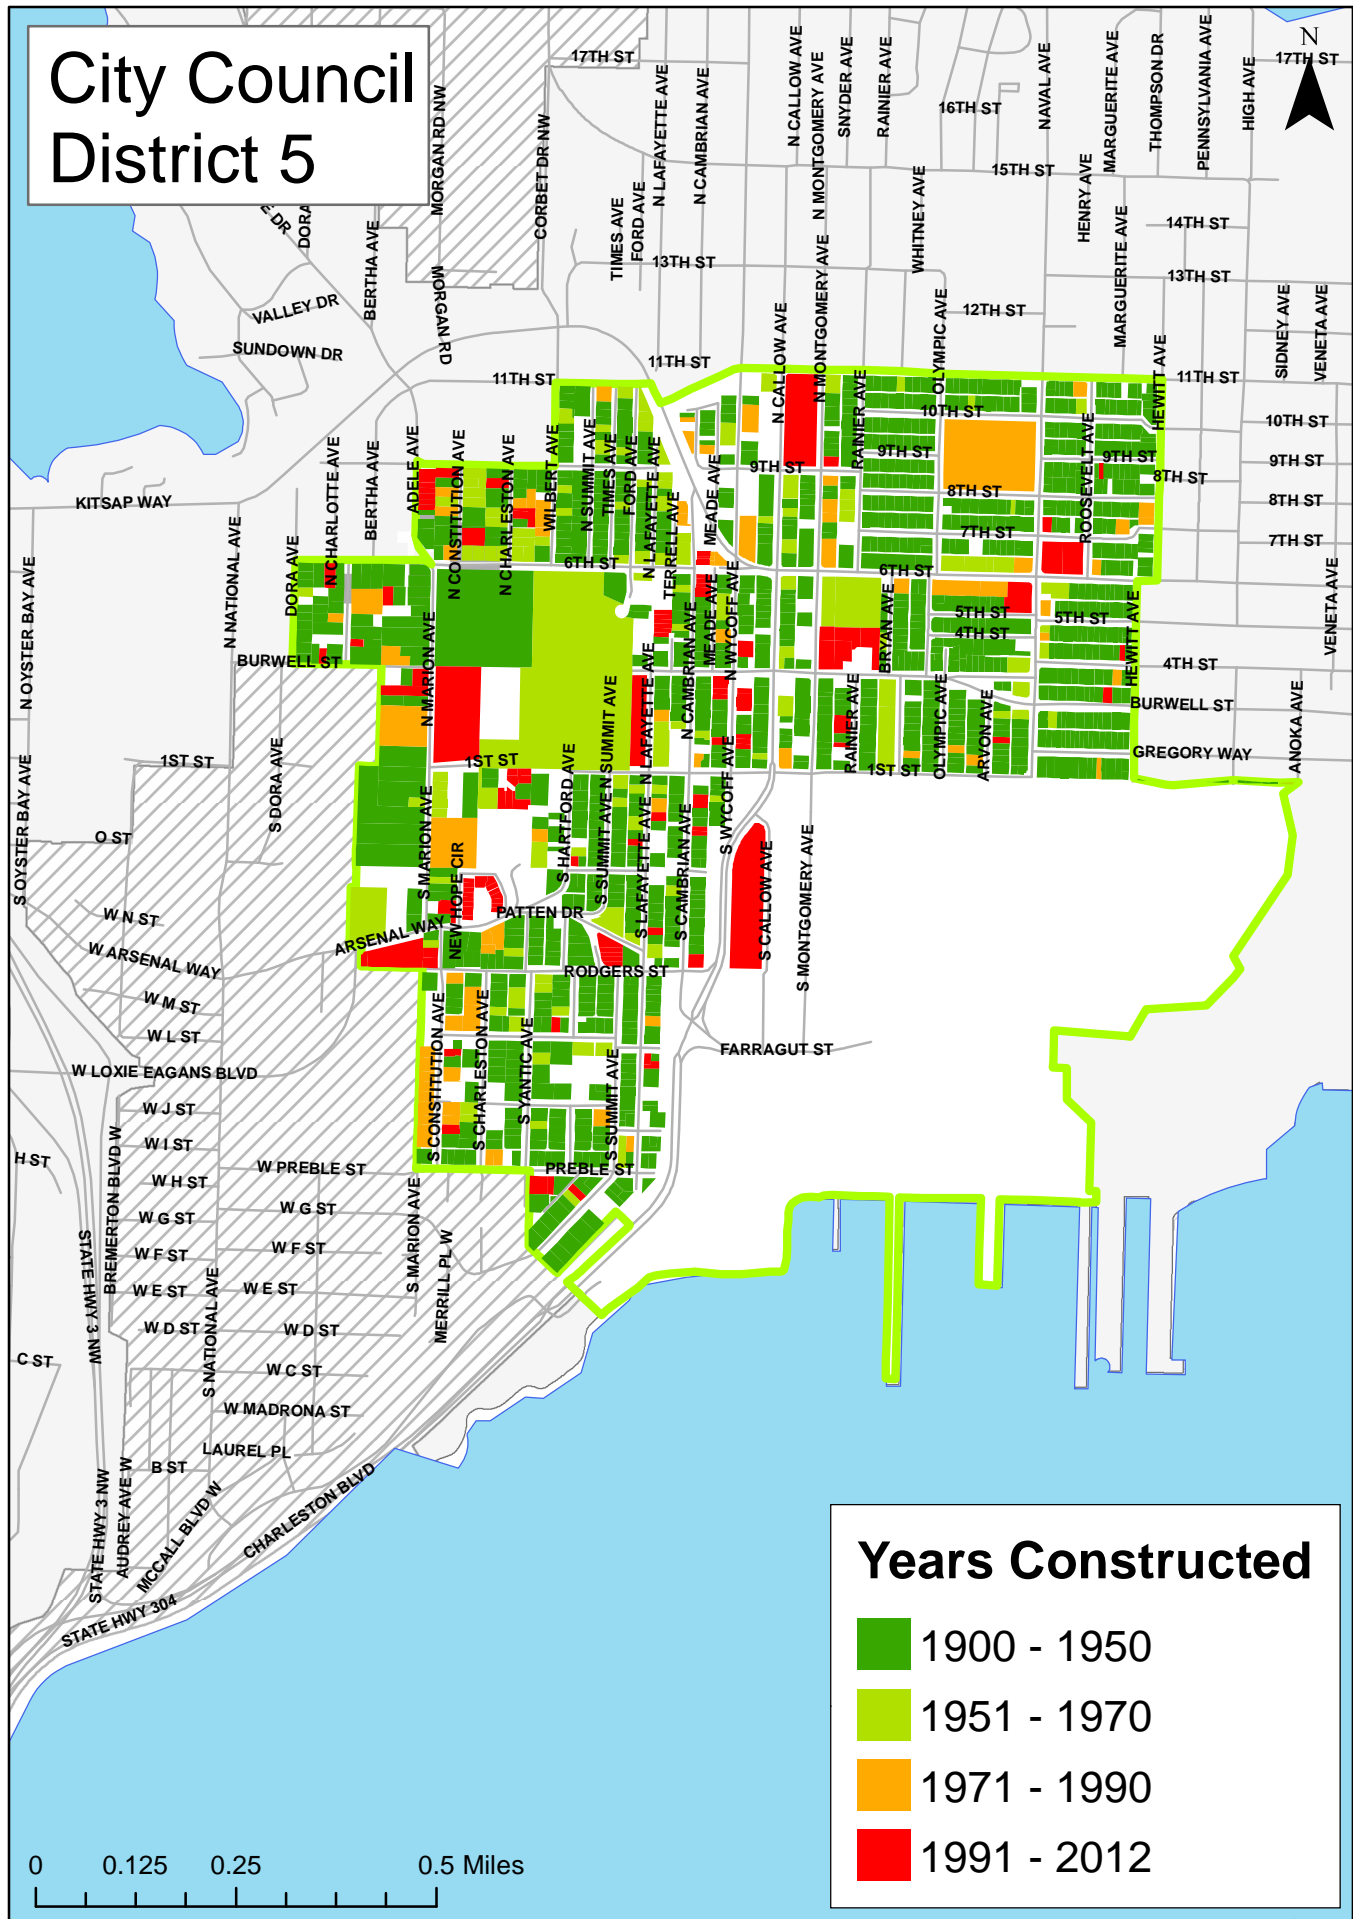 City Council
District 5
N
17TH ST
17TH ST
N LAFAYETTE AVE
N CAMBRIAN AVE
N CALLOW AVE
N MONTGOMERY AVE
SNYDER AVE
RAINIER AVE
16TH ST
NAVAL AVE
MARGUERITE AVE
THOMPSON DR
PENNSYLVANIA AVE
HIGH AVE
MORGAN RD NW
CORBET DR NW
15TH ST
DORA
BERTHA AVE
TIMES AVE
FORD AVE
WHITNEY AVE
HENRY AVE
14TH ST
13TH ST
13TH ST
N MONTGOMERY AVE
MARGUERITE AVE
MORGAN RD
VALLEY DR
SUNDOWN DR
12TH ST
SIDNEY AVE
VENETA AVE
11TH ST
11TH ST
11TH ST
N CALLOW AVE
OLYMPIC AVE
HEWITT AVE
10TH ST
10TH ST
RAINIER AVE
9TH ST
9TH ST
9TH ST
9TH ST
ROOSEVELT AVE
8TH ST
8TH ST
8TH ST
7TH ST
7TH ST
KITSAP WAY
N CHARLOTTE AVE
BERTHA AVE
ADELE AVE
N CONSTITUTION AVE
N CHARLESTON AVE
WILBERT AVE
N SUMMIT AVE
TIMES AVE
FORD AVE
N LAFAYETTE AVE
TERRELL AVE
MEADE AVE
6TH ST
6TH ST
N OYSTER BAY AVE
N NATIONAL AVE
DORA AVE
N MARION AVE
BURWELL ST
N CAMBRIAN AVE
MEADE AVE
N WYCOFF AVE
BRYAN AVE
5TH ST
5TH ST
4TH ST
4TH ST
HEWITT AVE
VENETA AVE
BURWELL ST
ANOKA AVE
GREGORY WAY
RAINIER AVE
OLYMPIC AVE
ARVON AVE
1ST ST
1ST ST
1ST ST
S OYSTER BAY AVE
S DORA AVE
S MARION AVE
S HARTFORD AVE
S SUMMIT AVE
N SUMMIT AVE
N LAFAYETTE AVE
S LAFAYETTE AVE
S CAMBRIAN AVE
S WYCOFF AVE
S CALLOW AVE
S MONTGOMERY AVE
O ST
NEW HOPE CIR
PATTEN DR
W N ST
W ARSENAL WAY
ARSENAL WAY
RODGERS ST
W M ST
W L ST
FARRAGUT ST
W LOXIE EAGANS BLVD
S CONSTITUTION AVE
S CHARLESTON AVE
S YANTIC AVE
S SUMMIT AVE
W J ST
W I ST
H ST
BREMERTON BLVD W
W PREBLE ST
PREBLE ST
W H ST
W G ST
W G ST
W F ST
W F ST
S MARION AVE
MERRILL PL W
STATE HWY 3 NW
W E ST
W E ST
W D ST
W D ST
S NATIONAL AVE
C ST
W C ST
W MADRONA ST
LAUREL PL
B ST
STATE HWY 3 NW
AUDREY AVE W
MCCALL BLVD W
CHARLESTON BLVD
STATE HWY 304
Years Constructed
1900 - 1950
1951 - 1970
1971 - 1990
1991 - 2012
0 0.125 0.25 0.5 Miles